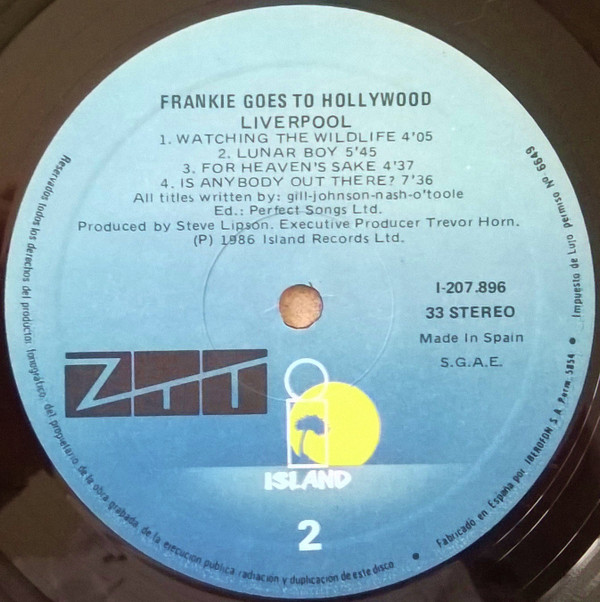 FRANKIE GOES TO HOLLYWOOD
LIVERPOOL
1. WATCHING THE WILDLIFE 4'05
2. LUNAR BOY 5'45
3. FOR HEAVEN'S SAKE 4'37
4. IS ANYBODY OUT THERE? 7'36
All titles written by: gill-johnson-nash-o'toole
Ed.: Perfect Songs Ltd.
Produced by Steve Lipson. Executive Producer Trevor Horn.
(P) 1986 Island Records Ltd.
I-207.896
33 STEREO
Made In Spain
S.G.A.E.
ZTT
ISLAND
2
Reservados todos los derechos del productor fonográfico, del propietario de la obra grabada, de la ejecución pública, radiación y duplicación de este disco ● Fabricado en España por IBEROFON S.A. Perm. 5854 ● Impuesto de Lujo permiso Nº 6649